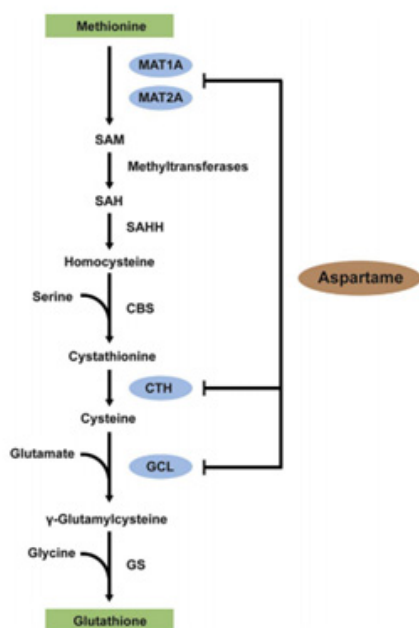 Methionine
MAT1A
MAT2A
SAM
Methyltransferases
SAH
SAHH
Homocysteine
Aspartame
Serine
CBS
Cystathionine
CTH
Cysteine
Glutamate
GCL
γ-Glutamylcysteine
Glycine
GS
Glutathione